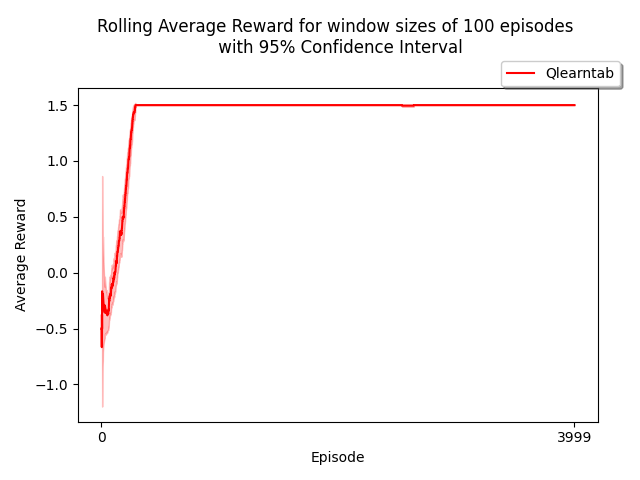 Rolling Average Reward for window sizes of 100 episodes
with 95% Confidence Interval
Qlearntab
1.5
1.0
0.5
0.0
−0.5
−1.0
Average Reward
0
3999
Episode